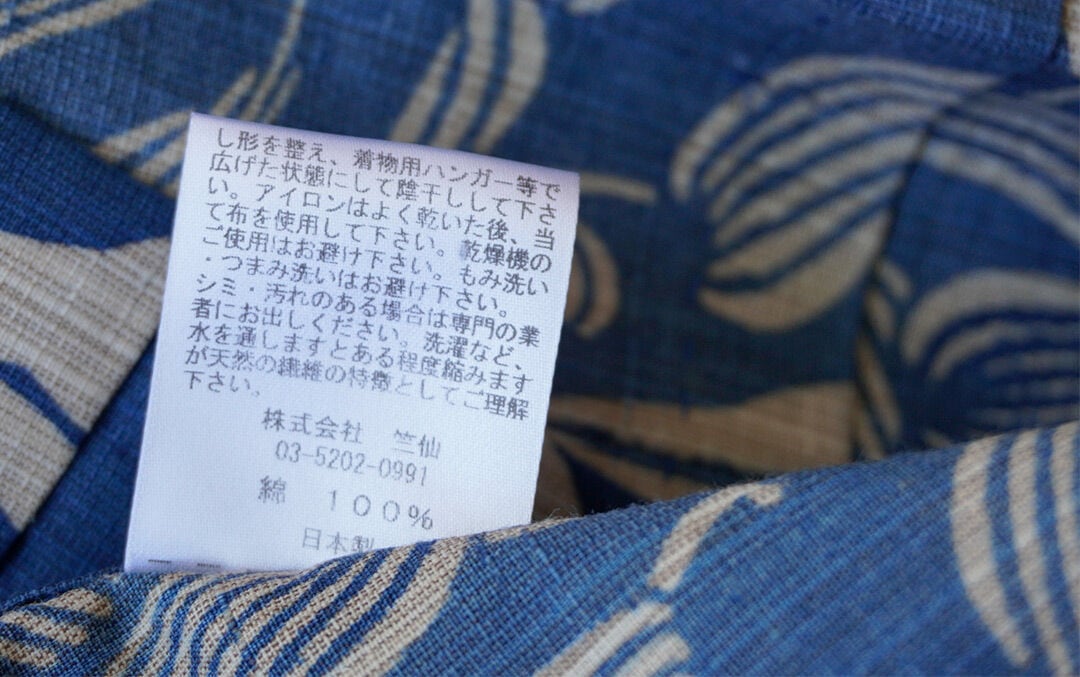 し形を整え、着物用ハンガー等で
広げた状態にして陰干しして下さ
い。アイロンはよく乾いた後、当
て布を使用して下さい。乾燥機の
ご使用はお避け下さい。もみ洗い
・つまみ洗いはお避け下さい。
シミ・汚れのある場合は専門の業
者にお出しください。洗濯など、
水を通しますとある程度縮みます
が天然の繊維の特徴としてご理解
下さい。
株式会社 竺仙
03-5202-0991
綿 100%
日本製